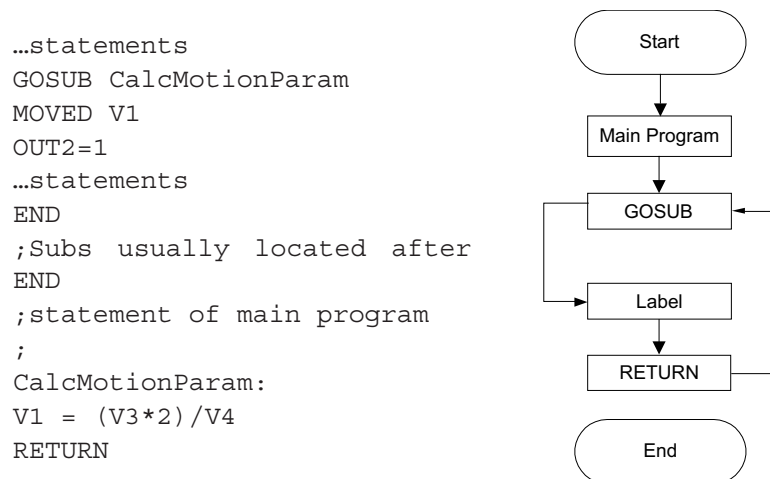 …statements
GOSUB CalcMotionParam
MOVED V1
OUT2=1
…statements
END
;Subs usually located after
END
;statement of main program
;
CalcMotionParam:
V1 = (V3*2)/V4
RETURN
Start
Main Program
GOSUB
Label
RETURN
End